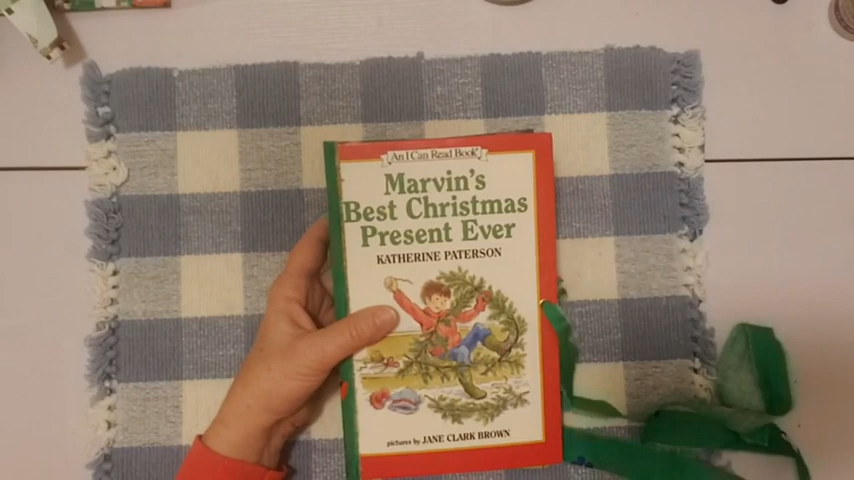 An I Can Read Book
Marvin's
Best Christmas
Present Ever
KATHERINE PATERSON
pictures by JANE CLARK BROWN